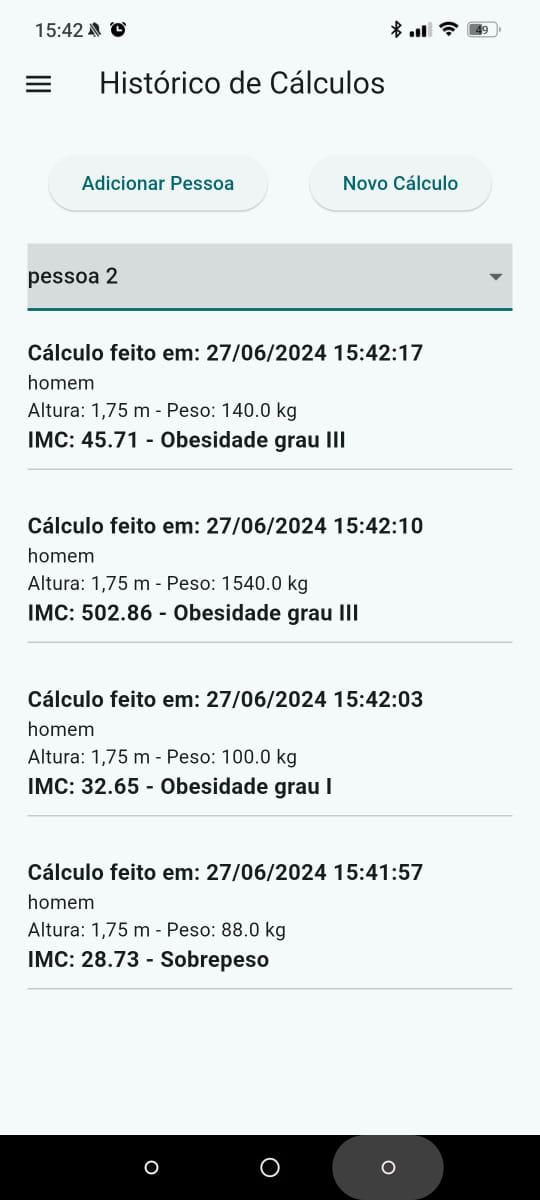 15:42
49
Histórico de Cálculos
Adicionar Pessoa
Novo Cálculo
pessoa 2
Cálculo feito em: 27/06/2024 15:42:17
homem
Altura: 1,75 m - Peso: 140.0 kg
IMC: 45.71 - Obesidade grau III
Cálculo feito em: 27/06/2024 15:42:10
homem
Altura: 1,75 m - Peso: 1540.0 kg
IMC: 502.86 - Obesidade grau III
Cálculo feito em: 27/06/2024 15:42:03
homem
Altura: 1,75 m - Peso: 100.0 kg
IMC: 32.65 - Obesidade grau I
Cálculo feito em: 27/06/2024 15:41:57
homem
Altura: 1,75 m - Peso: 88.0 kg
IMC: 28.73 - Sobrepeso